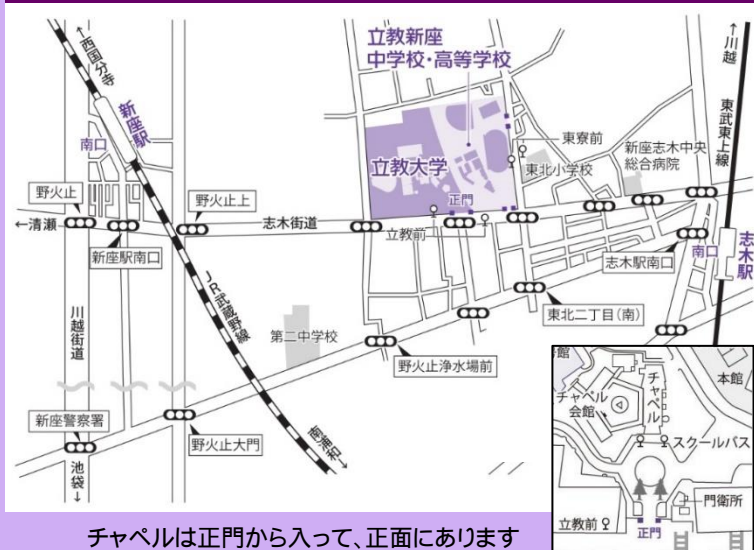 ←西国分寺
新座駅
南口
野火止
←清瀬
新座駅南口
野火止上
志木街道
立教新座
中学校・高等学校
立教大学
正門
立教前
東寮前
東北小学校
新座志木中央
総合病院
↑川越
東武東上線
志木駅
南口
志木駅南口
東北二丁目(南)
JR武蔵野線
川越街道
第二中学校
野火止浄水場前
新座警察署
野火止大門
池袋↓
南浦和→
館
チャペル
会館
チャペル
本館
スクールバス
門衛所
立教前
正門
チャペルは正門から入って、正面にあります